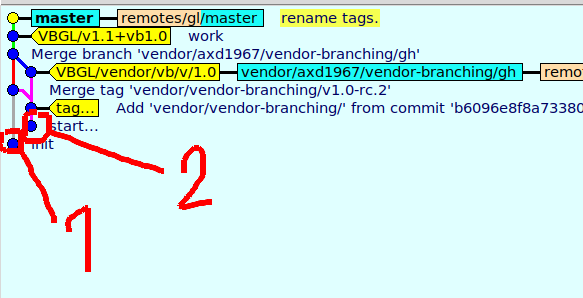 master remotes/gl/master rename tags.
VBGL/v1.1+vb1.0 work
Merge branch 'vendor/axd1967/vendor-branching/gh'
VBGL/vendor/vb/v/1.0 vendor/axd1967/vendor-branching/gh remo
Merge tag 'vendor/vendor-branching/v1.0-rc.2'
tag... Add 'vendor/vendor-branching/' from commit 'b6096e8f8a73380
start...
init
2
1